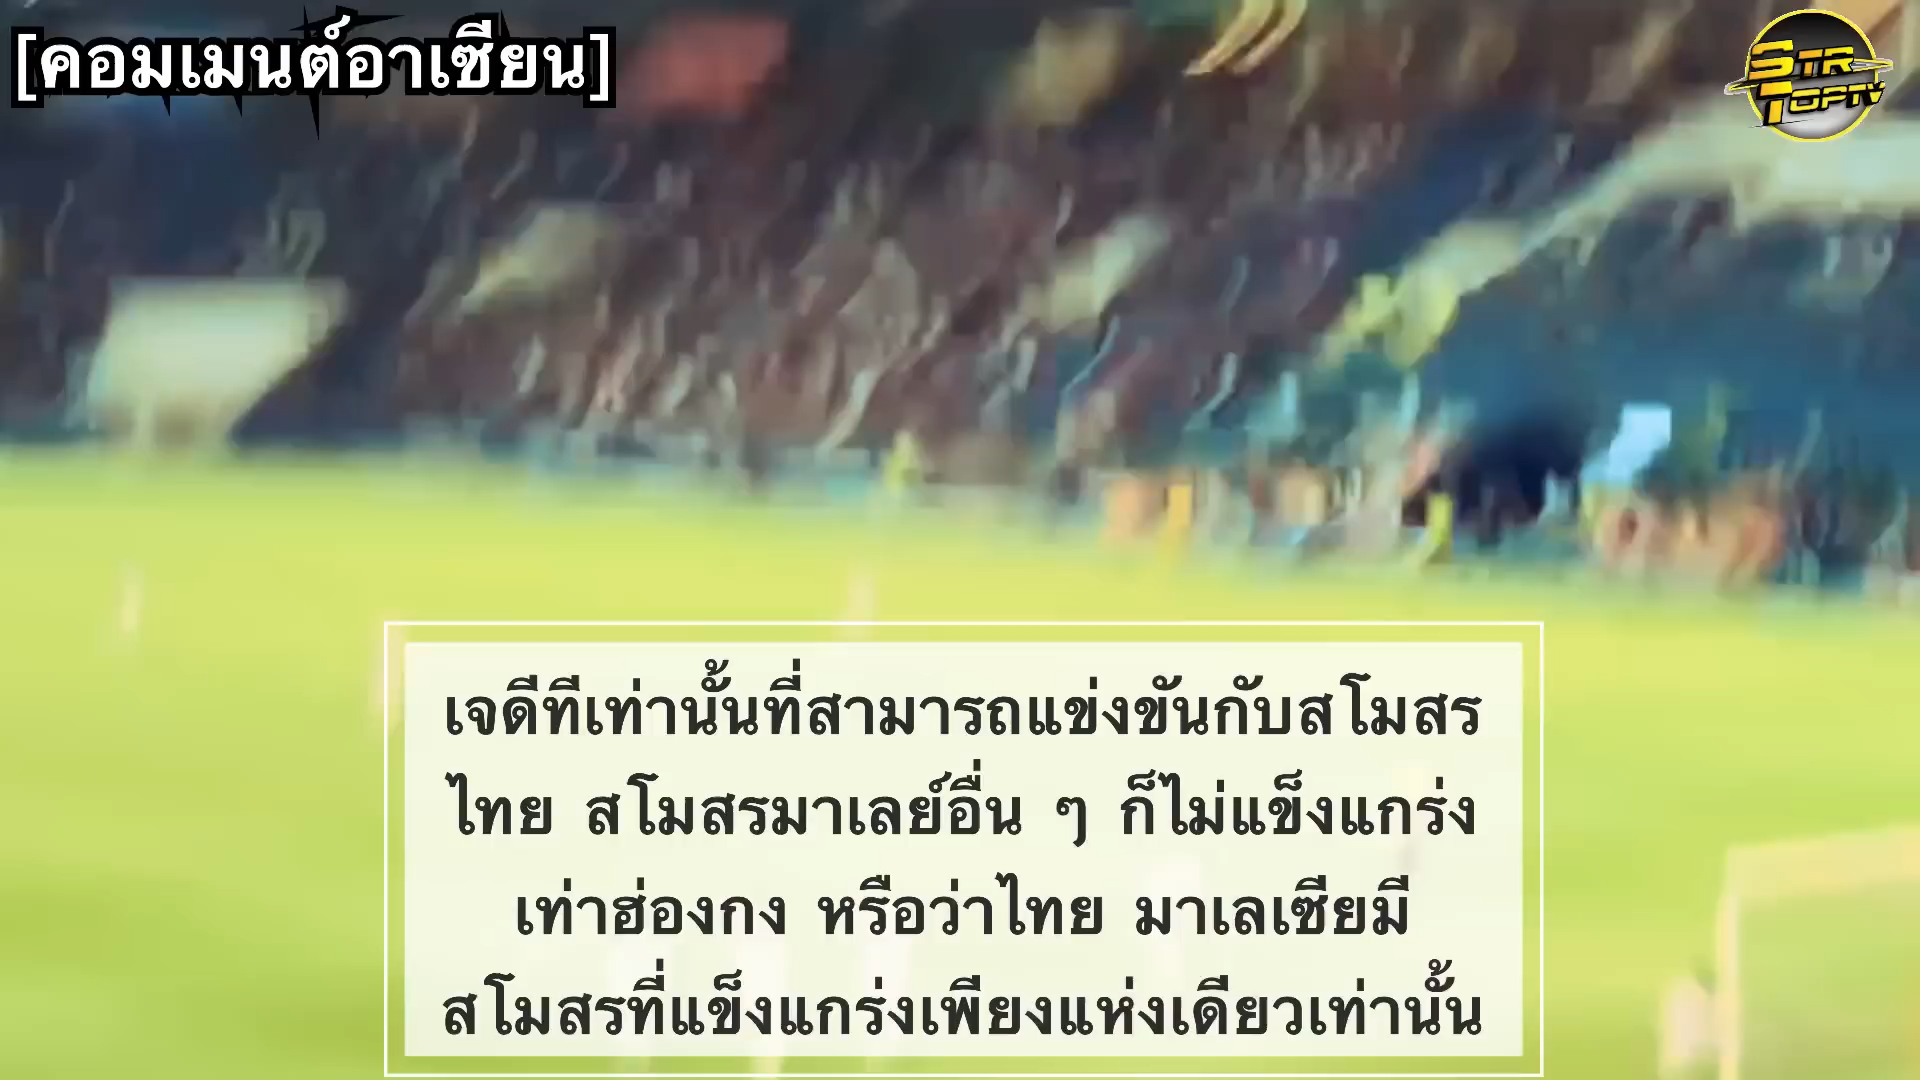 [คอมเมนต์อาเซียน]
STR
TOPTV
เจดีทีเท่านั้นที่สามารถแข่งขันกับสโมสร
ไทย สโมสรมาเลย์อื่น ๆ ก็ไม่แข็งแกร่ง
เท่าฮ่องกง หรือว่าไทย มาเลเซียมี
สโมสรที่แข็งแกร่งเพียงแห่งเดียวเท่านั้น